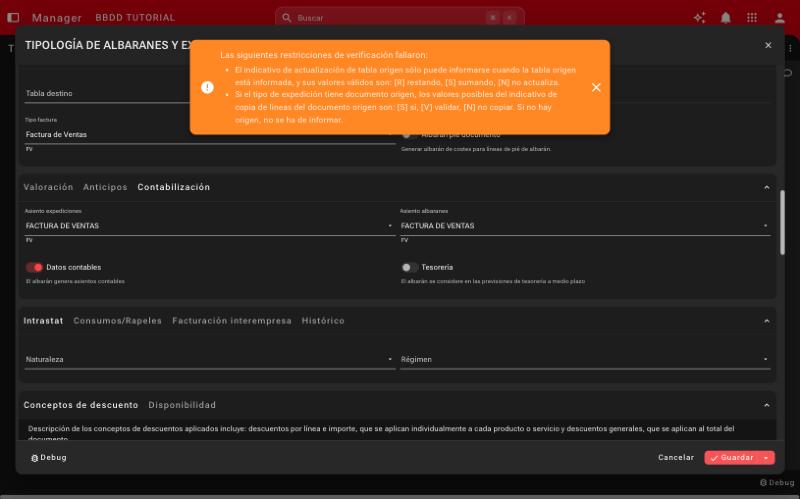 Manager
BBDD TUTORIAL
Buscar
TIPOLOGÍA DE ALBARANES Y EX
Las siguientes restricciones de verificación fallaron:
El indicativo de actualización de tabla origen sólo puede informarse cuando la tabla origen
está informada, y sus valores válidos son: [R] restando, [S] sumando, [N] no actualiza.
Si el tipo de expedición tiene documento origen, los valores posibles del indicativo de
copia de líneas del documento origen son: [S] si, [V] validar, [N] no copiar. Si no hay
origen, no se ha de informar.
Tabla destino
Tipo factura
Factura de Ventas
Albarán pie documento
FV
Generar albarán de costes para líneas de pié de albarán.
Valoración Anticipos Contabilización
Asiento expediciones
Asiento albaranes
FACTURA DE VENTAS
FACTURA DE VENTAS
FV
FV
Datos contables
Tesorería
El albarán genera asientos contables
El albarán se considera en las previsiones de tesorería a medio plazo
Intrastat Consumos/Rapeles Facturación interempresa Histórico
Naturaleza
Régimen
Conceptos de descuento Disponibilidad
Descripción de los conceptos de descuentos aplicados incluye: descuentos por línea e importe, que se aplican individualmente a cada producto o servicio y descuentos generales, que se aplican al total del
documento.
Debug
Cancelar
Guardar
Debug